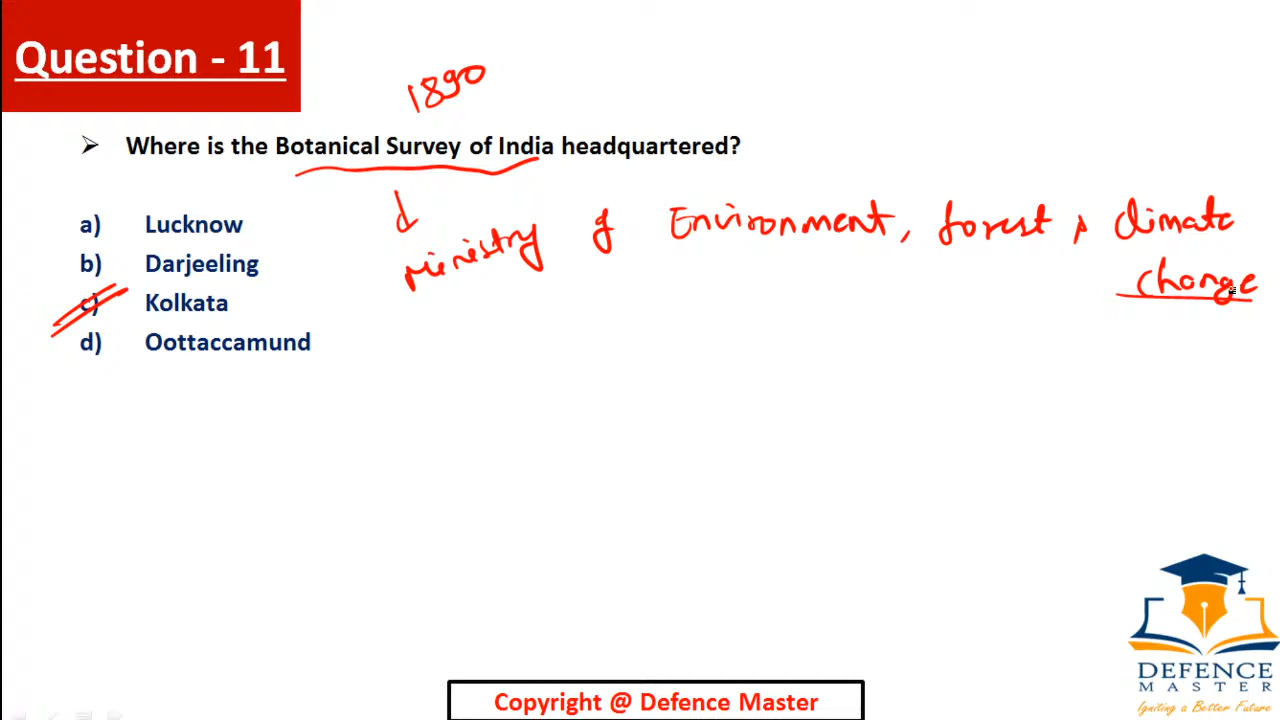 Question - 11
1890
Where is the Botanical Survey of India headquartered?
a) Lucknow
Ministry of Environment, forest & climate
change
b) Darjeeling
c) Kolkata
d) Oottaccamund
DEFENCE
MASTER
Igniting a Better Future
Copyright @ Defence Master